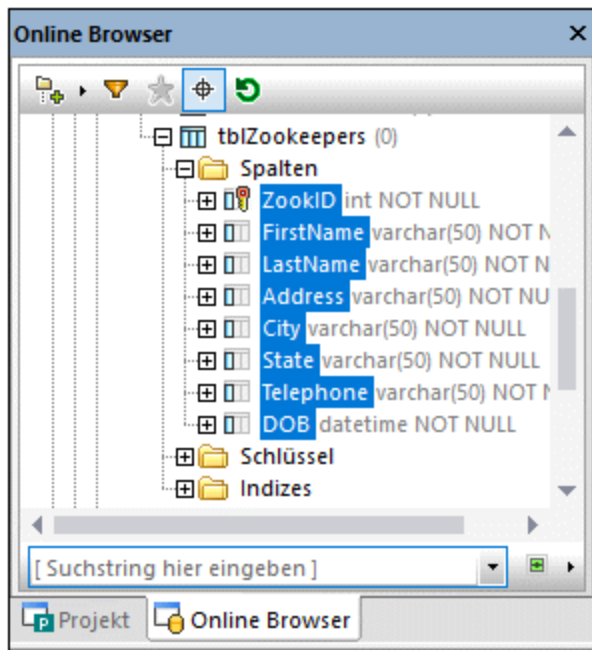 Online Browser
tblZookeepers (0)
Spalten
ZookID int NOT NULL
FirstName varchar(50) NOT N
LastName varchar(50) NOT N
Address varchar(50) NOT NU
City varchar(50) NOT NULL
State varchar(50) NOT NULL
Telephone varchar(50) NOT
DOB datetime NOT NULL
Schlüssel
Indizes
[ Suchstring hier eingeben ]
Projekt Online Browser